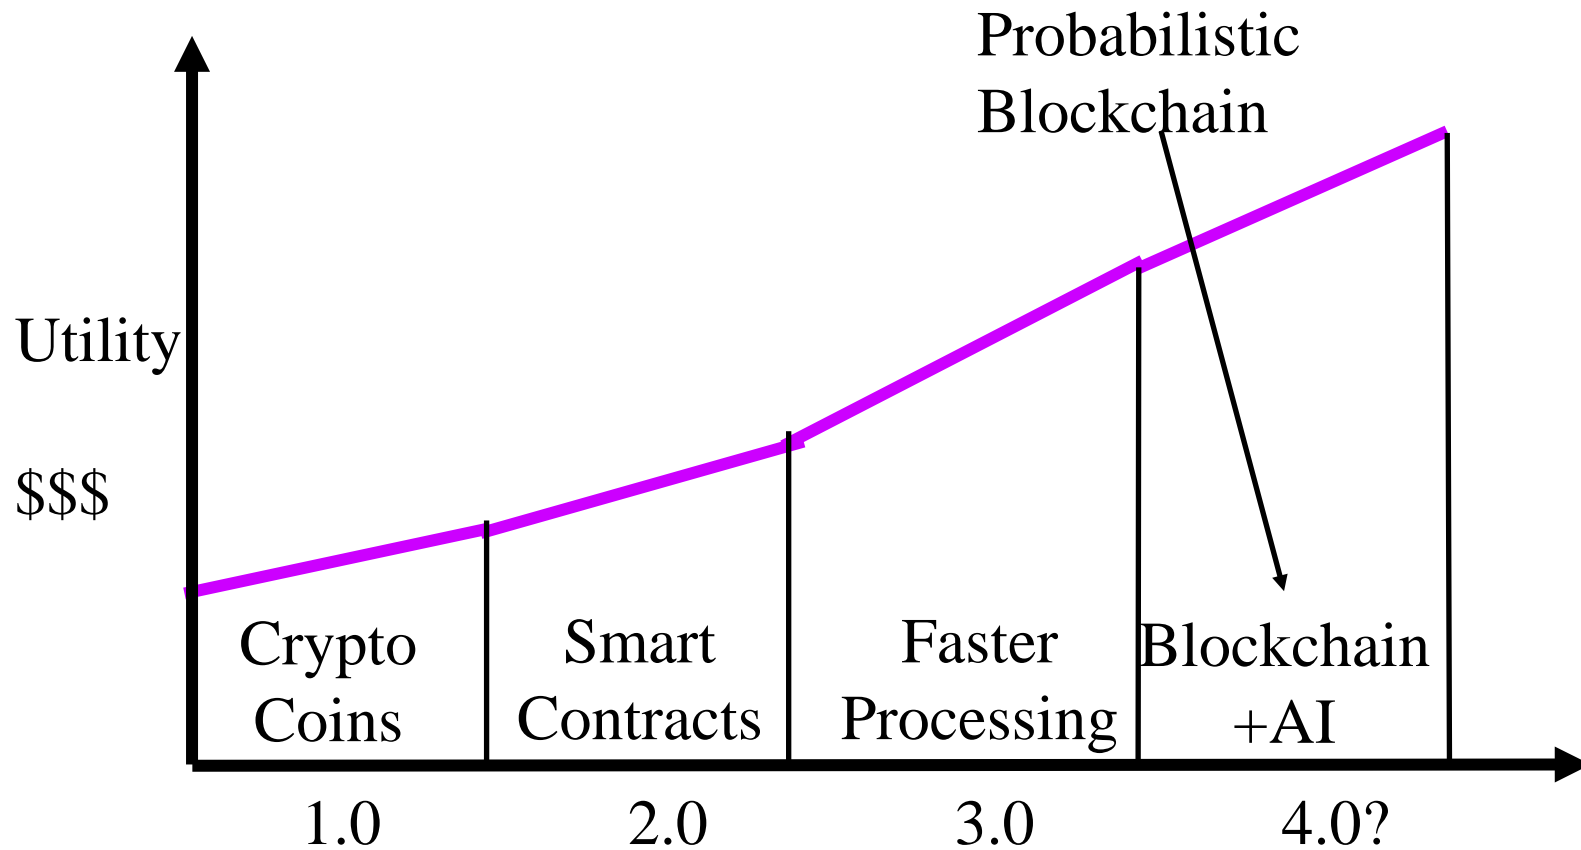 Probabilistic
Blockchain
Utility
$$$
Crypto
Coins
Smart
Contracts
Faster
Processing
Blockchain
+AI
1.0
2.0
3.0
4.0?